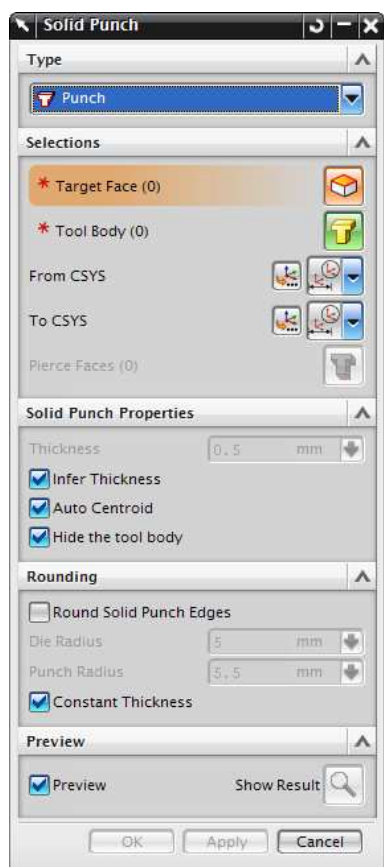 Solid Punch
Type
Punch
Selections
* Target Face (0)
* Tool Body (0)
From CSYS
To CSYS
Pierce Faces (0)
Solid Punch Properties
Thickness 0.5 mm
Infer Thickness
Auto Centroid
Hide the tool body
Rounding
Round Solid Punch Edges
Die Radius 5 mm
Punch Radius 5.5 mm
Constant Thickness
Preview
Preview Show Result
OK Apply Cancel